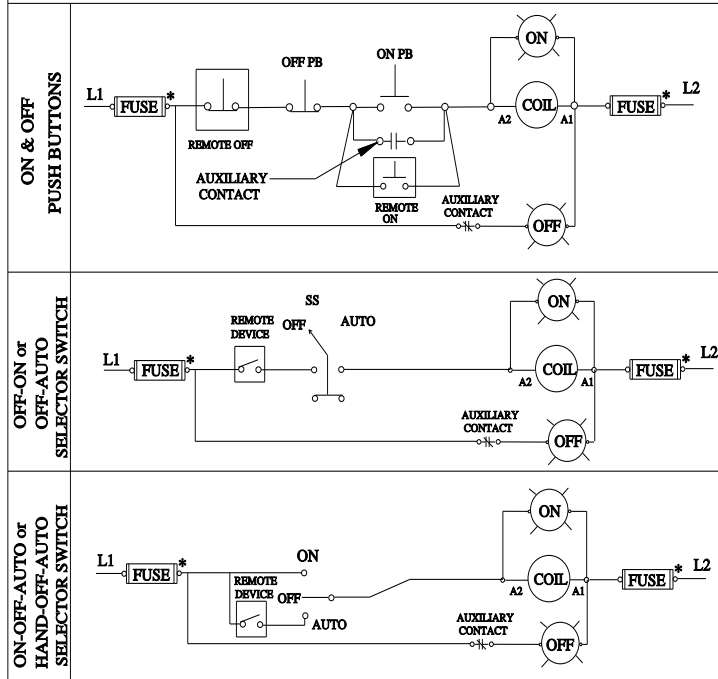 ON & OFF
PUSH BUTTONS
L1
FUSE
*
REMOTE OFF
OFF PB
ON PB
AUXILIARY
CONTACT
REMOTE
ON
ON
A2
COIL
A1
FUSE
*
L2
AUXILIARY
CONTACT
OFF
OFF-ON or
OFF-AUTO
SELECTOR SWITCH
L1
FUSE
*
REMOTE
DEVICE
SS
OFF
AUTO
ON
A2
COIL
A1
FUSE
*
L2
AUXILIARY
CONTACT
OFF
ON-OFF-AUTO or
HAND-OFF-AUTO
SELECTOR SWITCH
L1
FUSE
*
REMOTE
DEVICE
ON
OFF
AUTO
ON
A2
COIL
A1
FUSE
*
L2
AUXILIARY
CONTACT
OFF